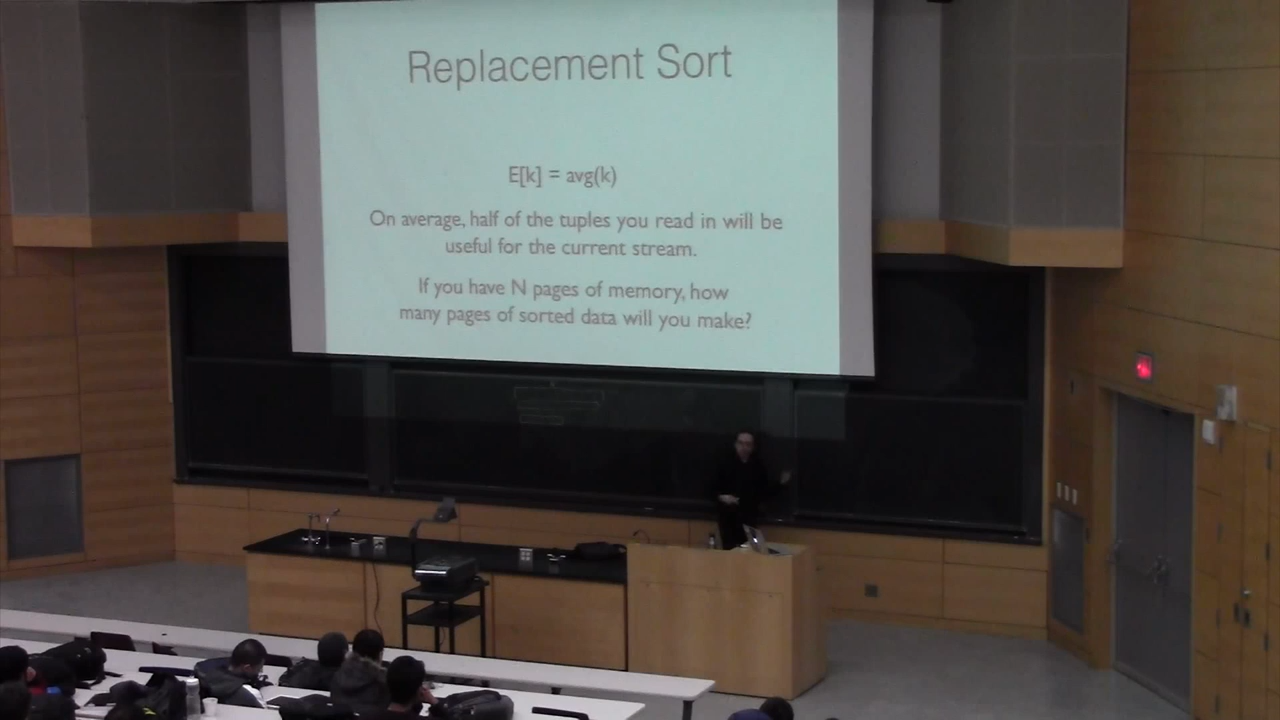 Replacement Sort
E[k] = avg(k)
On average, half of the tuples you read in will be
useful for the current stream.
If you have N pages of memory, how
many pages of sorted data will you make?